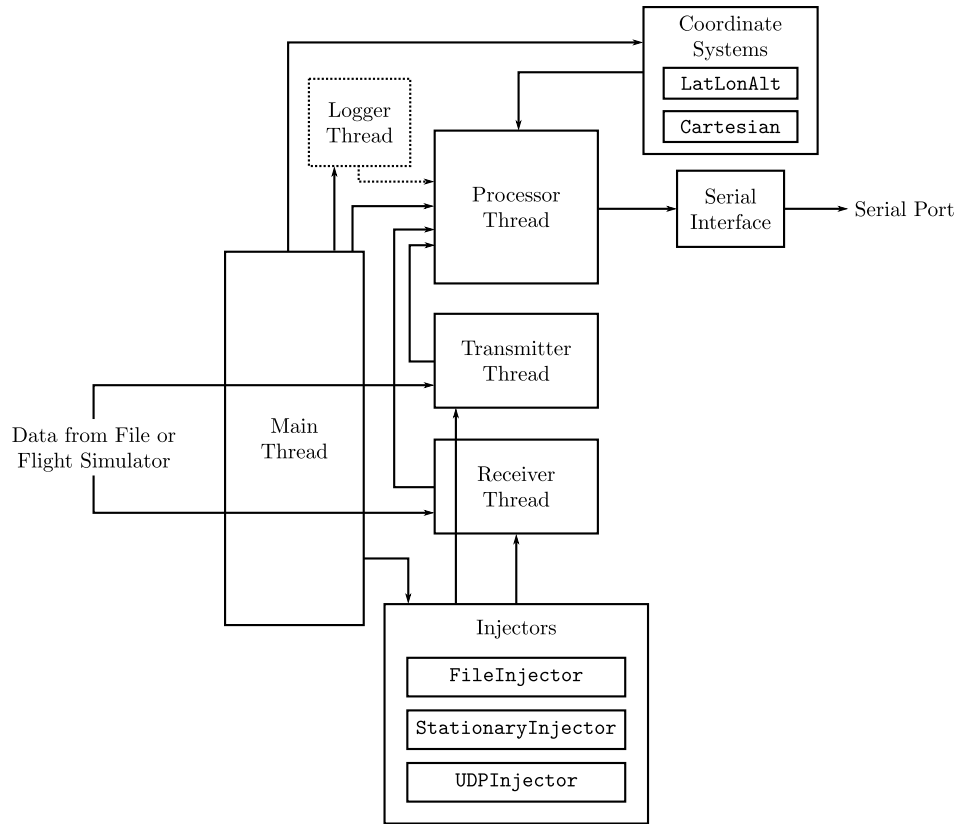 Coordinate
Systems
LatLonAlt
Cartesian
Logger
Thread
Processor
Thread
Serial
Interface
Serial Port
Transmitter
Thread
Main
Thread
Data from File or
Flight Simulator
Receiver
Thread
Injectors
FileInjector
StationaryInjector
UDPInjector